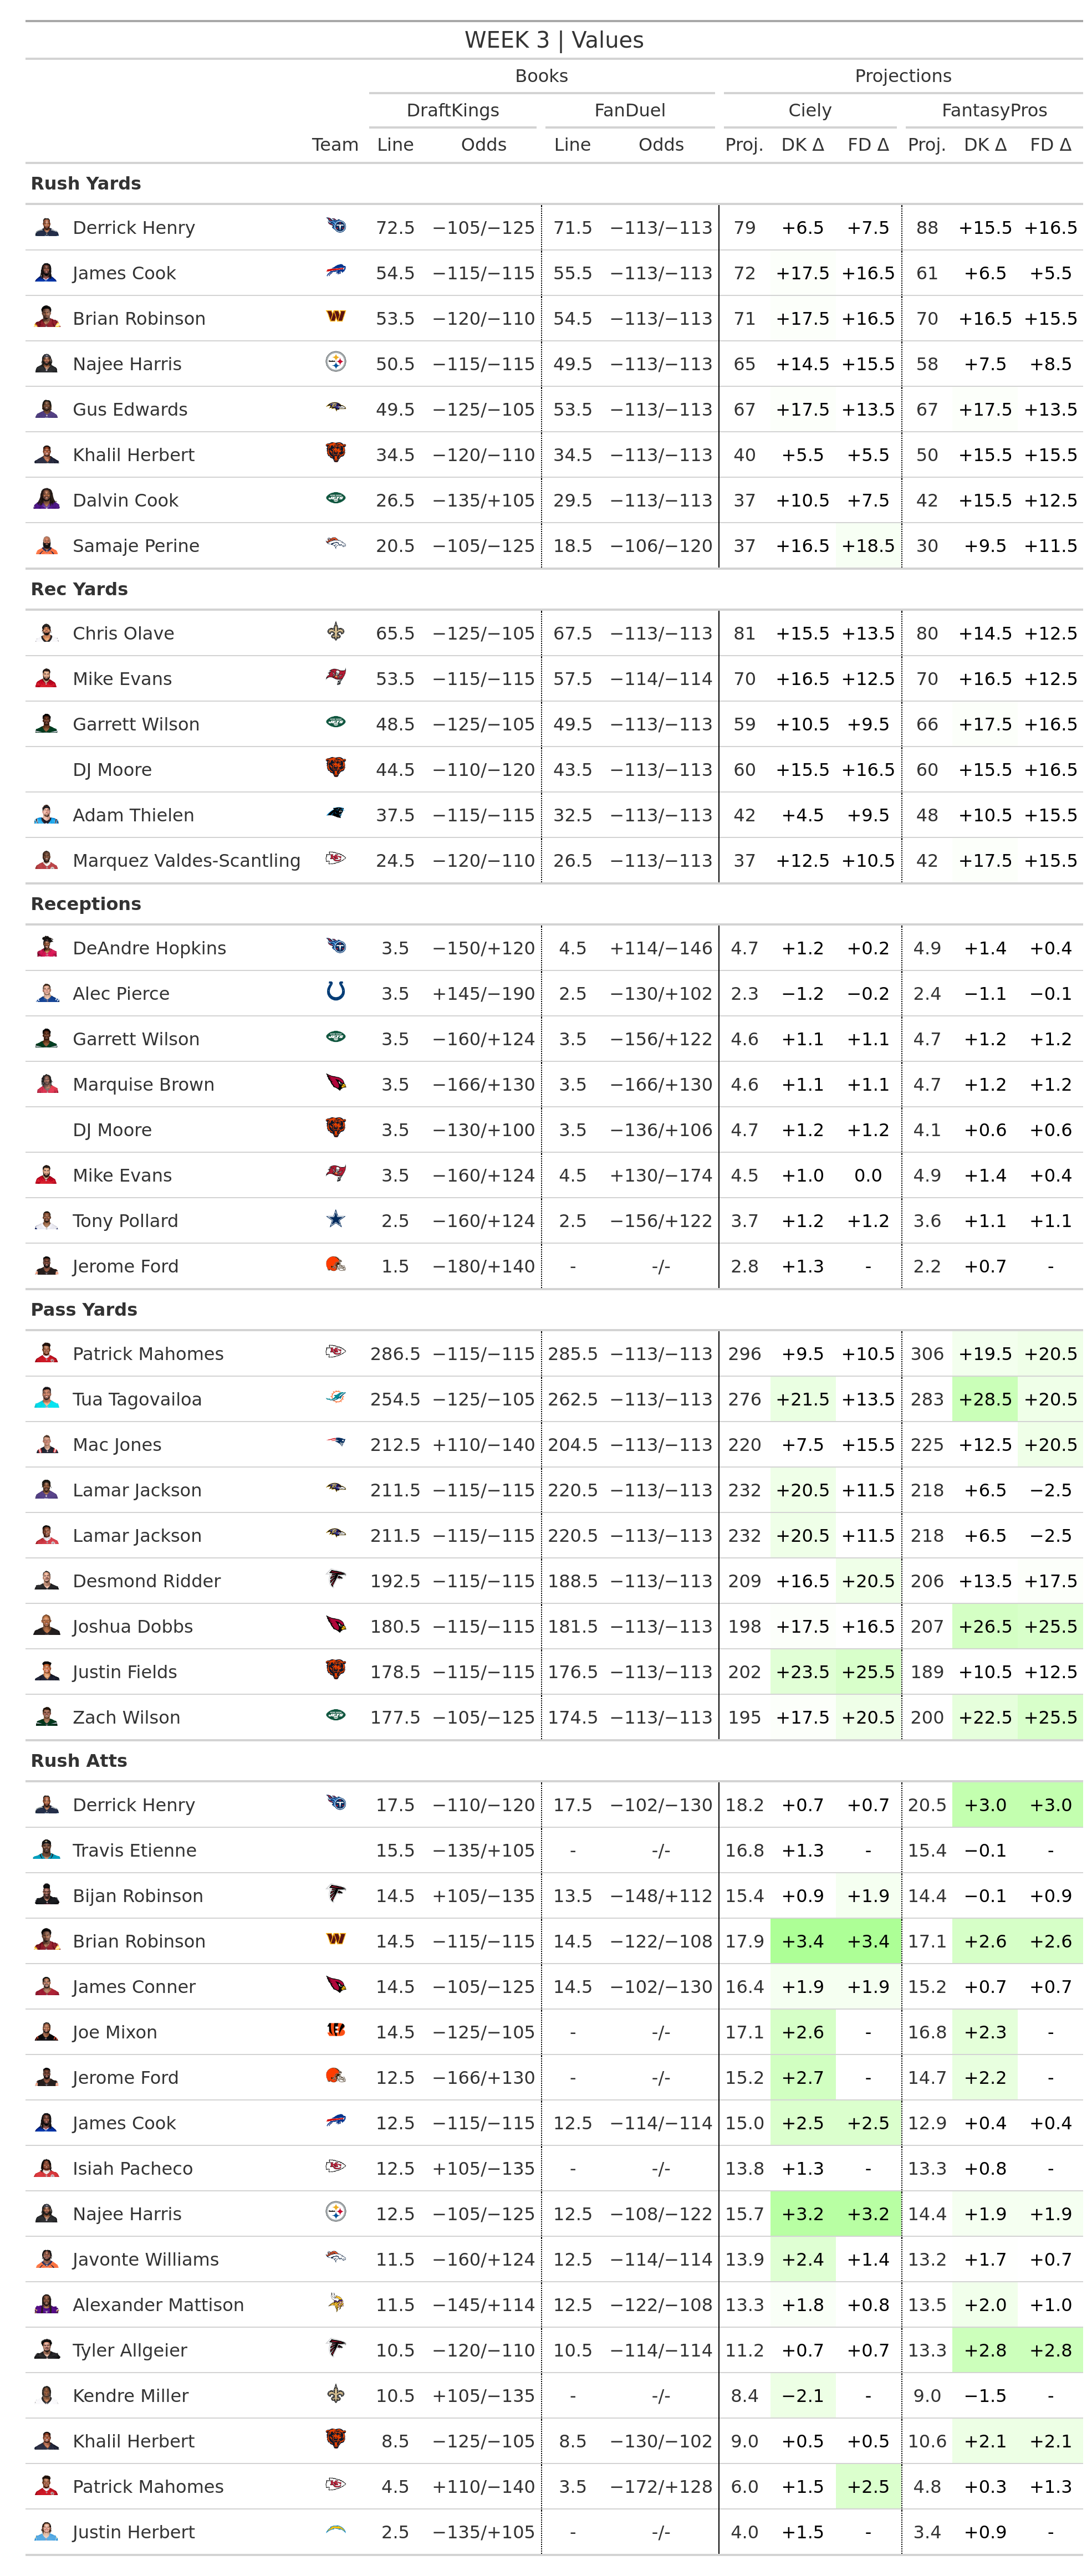 WEEK 3 | Values
Books Projections
DraftKings FanDuel Ciely FantasyPros
Team Line Odds Line Odds Proj. DK Δ FD Δ Proj. DK Δ FD Δ
Rush Yards
Derrick Henry 72.5 −105/−125 71.5 −113/−113 79 +6.5 +7.5 88 +15.5 +16.5
James Cook 54.5 −115/−115 55.5 −113/−113 72 +17.5 +16.5 61 +6.5 +5.5
Brian Robinson 53.5 −120/−110 54.5 −113/−113 71 +17.5 +16.5 70 +16.5 +15.5
Najee Harris 50.5 −115/−115 49.5 −113/−113 65 +14.5 +15.5 58 +7.5 +8.5
Gus Edwards 49.5 −125/−105 53.5 −113/−113 67 +17.5 +13.5 67 +17.5 +13.5
Khalil Herbert 34.5 −120/−110 34.5 −113/−113 40 +5.5 +5.5 50 +15.5 +15.5
Dalvin Cook 26.5 −135/+105 29.5 −113/−113 37 +10.5 +7.5 42 +15.5 +12.5
Samaje Perine 20.5 −105/−125 18.5 −106/−120 37 +16.5 +18.5 30 +9.5 +11.5
Rec Yards
Chris Olave 65.5 −125/−105 67.5 −113/−113 81 +15.5 +13.5 80 +14.5 +12.5
Mike Evans 53.5 −115/−115 57.5 −114/−114 70 +16.5 +12.5 70 +16.5 +12.5
Garrett Wilson 48.5 −125/−105 49.5 −113/−113 59 +10.5 +9.5 66 +17.5 +16.5
DJ Moore 44.5 −110/−120 43.5 −113/−113 60 +15.5 +16.5 60 +15.5 +16.5
Adam Thielen 37.5 −115/−115 32.5 −113/−113 42 +4.5 +9.5 48 +10.5 +15.5
Marquez Valdes-Scantling 24.5 −120/−110 26.5 −113/−113 37 +12.5 +10.5 42 +17.5 +15.5
Receptions
DeAndre Hopkins 3.5 −150/+120 4.5 +114/−146 4.7 +1.2 +0.2 4.9 +1.4 +0.4
Alec Pierce 3.5 +145/−190 2.5 −130/+102 2.3 −1.2 −0.2 2.4 −1.1 −0.1
Garrett Wilson 3.5 −160/+124 3.5 −156/+122 4.6 +1.1 +1.1 4.7 +1.2 +1.2
Marquise Brown 3.5 −166/+130 3.5 −166/+130 4.6 +1.1 +1.1 4.7 +1.2 +1.2
DJ Moore 3.5 −130/+100 3.5 −136/+106 4.7 +1.2 +1.2 4.1 +0.6 +0.6
Mike Evans 3.5 −160/+124 4.5 +130/−174 4.5 +1.0 0.0 4.9 +1.4 +0.4
Tony Pollard 2.5 −160/+124 2.5 −156/+122 3.7 +1.2 +1.2 3.6 +1.1 +1.1
Jerome Ford 1.5 −180/+140 - -/- 2.8 +1.3 - 2.2 +0.7 -
Pass Yards
Patrick Mahomes 286.5 −115/−115 285.5 −113/−113 296 +9.5 +10.5 306 +19.5 +20.5
Tua Tagovailoa 254.5 −125/−105 262.5 −113/−113 276 +21.5 +13.5 283 +28.5 +20.5
Mac Jones 212.5 +110/−140 204.5 −113/−113 220 +7.5 +15.5 225 +12.5 +20.5
Lamar Jackson 211.5 −115/−115 220.5 −113/−113 232 +20.5 +11.5 218 +6.5 −2.5
Lamar Jackson 211.5 −115/−115 220.5 −113/−113 232 +20.5 +11.5 218 +6.5 −2.5
Desmond Ridder 192.5 −115/−115 188.5 −113/−113 209 +16.5 +20.5 206 +13.5 +17.5
Joshua Dobbs 180.5 −115/−115 181.5 −113/−113 198 +17.5 +16.5 207 +26.5 +25.5
Justin Fields 178.5 −115/−115 176.5 −113/−113 202 +23.5 +25.5 189 +10.5 +12.5
Zach Wilson 177.5 −105/−125 174.5 −113/−113 195 +17.5 +20.5 200 +22.5 +25.5
Rush Atts
Derrick Henry 17.5 −110/−120 17.5 −102/−130 18.2 +0.7 +0.7 20.5 +3.0 +3.0
Travis Etienne 15.5 −135/+105 - -/- 16.8 +1.3 - 15.4 −0.1 -
Bijan Robinson 14.5 +105/−135 13.5 −148/+112 15.4 +0.9 +1.9 14.4 −0.1 +0.9
Brian Robinson 14.5 −115/−115 14.5 −122/−108 17.9 +3.4 +3.4 17.1 +2.6 +2.6
James Conner 14.5 −105/−125 14.5 −102/−130 16.4 +1.9 +1.9 15.2 +0.7 +0.7
Joe Mixon 14.5 −125/−105 - -/- 17.1 +2.6 - 16.8 +2.3 -
Jerome Ford 12.5 −166/+130 - -/- 15.2 +2.7 - 14.7 +2.2 -
James Cook 12.5 −115/−115 12.5 −114/−114 15.0 +2.5 +2.5 12.9 +0.4 +0.4
Isiah Pacheco 12.5 +105/−135 - -/- 13.8 +1.3 - 13.3 +0.8 -
Najee Harris 12.5 −105/−125 12.5 −108/−122 15.7 +3.2 +3.2 14.4 +1.9 +1.9
Javonte Williams 11.5 −160/+124 12.5 −114/−114 13.9 +2.4 +1.4 13.2 +1.7 +0.7
Alexander Mattison 11.5 −145/+114 12.5 −122/−108 13.3 +1.8 +0.8 13.5 +2.0 +1.0
Tyler Allgeier 10.5 −120/−110 10.5 −114/−114 11.2 +0.7 +0.7 13.3 +2.8 +2.8
Kendre Miller 10.5 +105/−135 - -/- 8.4 −2.1 - 9.0 −1.5 -
Khalil Herbert 8.5 −125/−105 8.5 −130/−102 9.0 +0.5 +0.5 10.6 +2.1 +2.1
Patrick Mahomes 4.5 +110/−140 3.5 −172/+128 6.0 +1.5 +2.5 4.8 +0.3 +1.3
Justin Herbert 2.5 −135/+105 - -/- 4.0 +1.5 - 3.4 +0.9 -